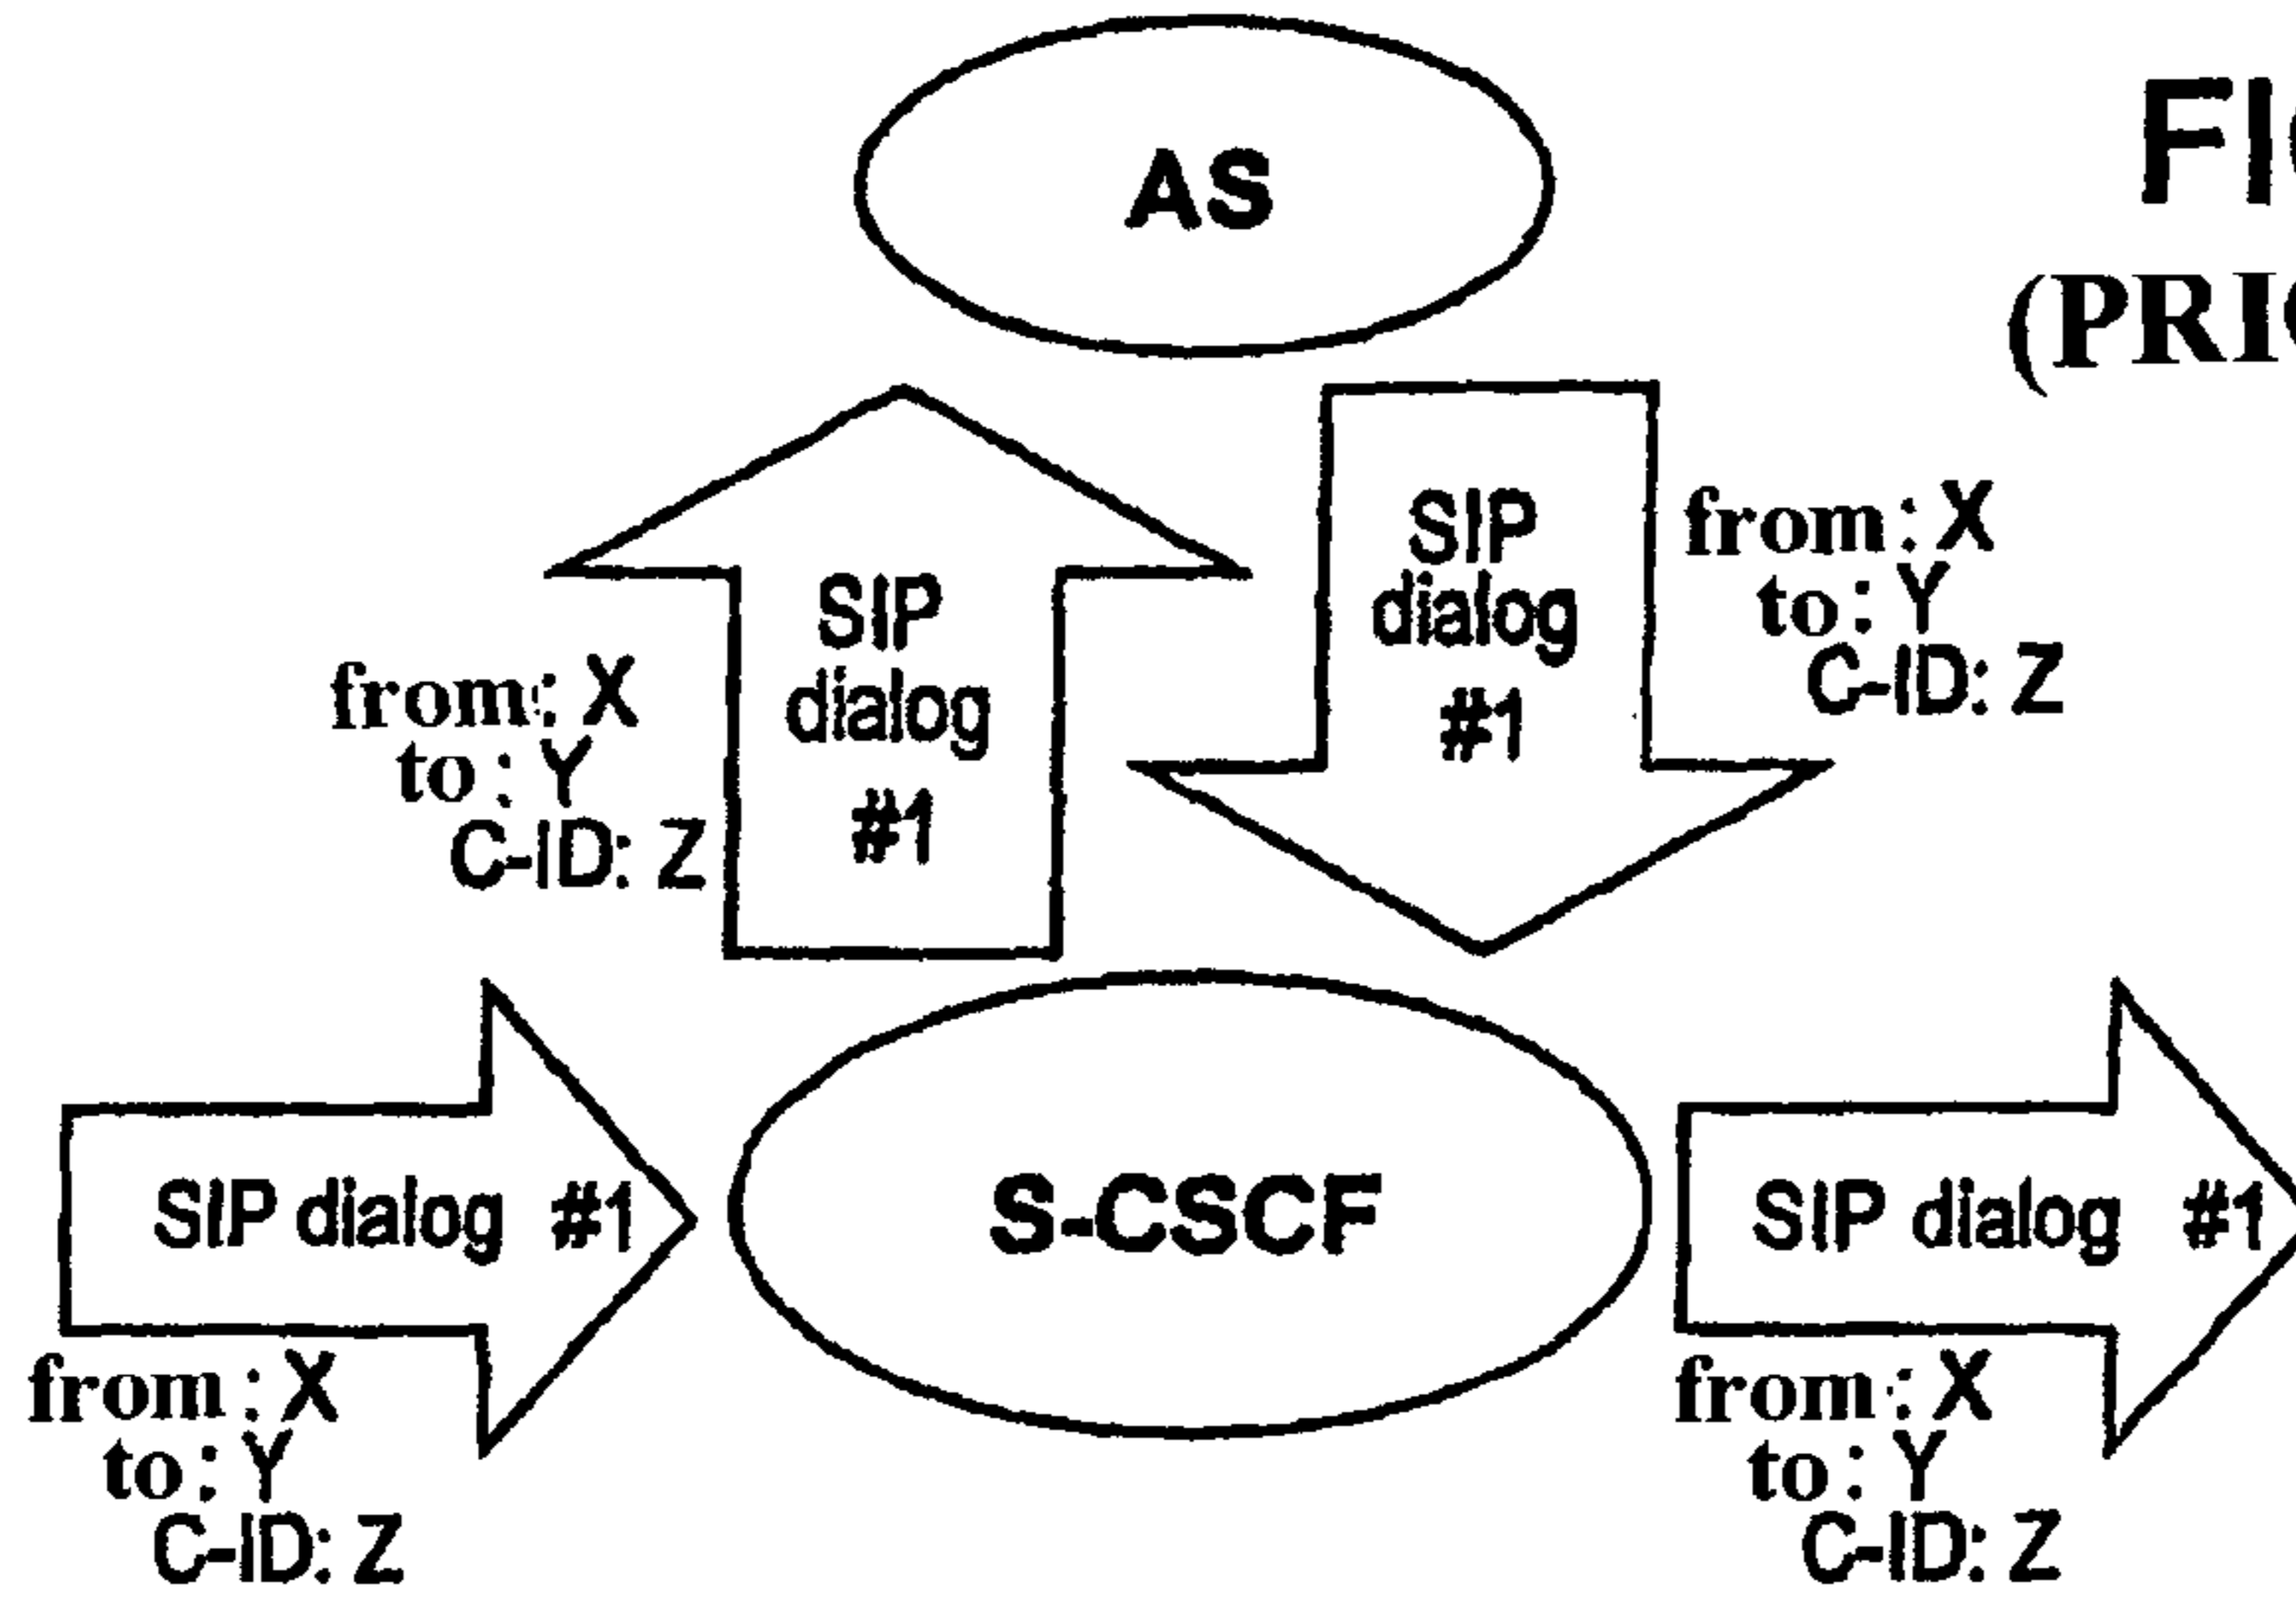 AS
FI
(PRI
SIP
dialog
#1
from: X
to: Y
C-ID: Z
SIP
dialog
#1
from: X
to: Y
C-ID: Z
SIP dialog #1
from: X
to: Y
C-ID: Z
S-CSCF
SIP dialog #1
from: X
to: Y
C-ID: Z